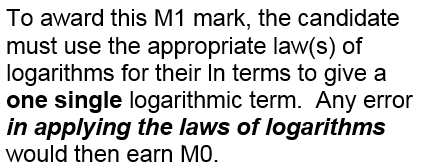 To award this M1 mark, the candidate
must use the appropriate law(s) of
logarithms for their ln terms to give a
one single logarithmic term.  Any error
in applying the laws of logarithms
would then earn M0.